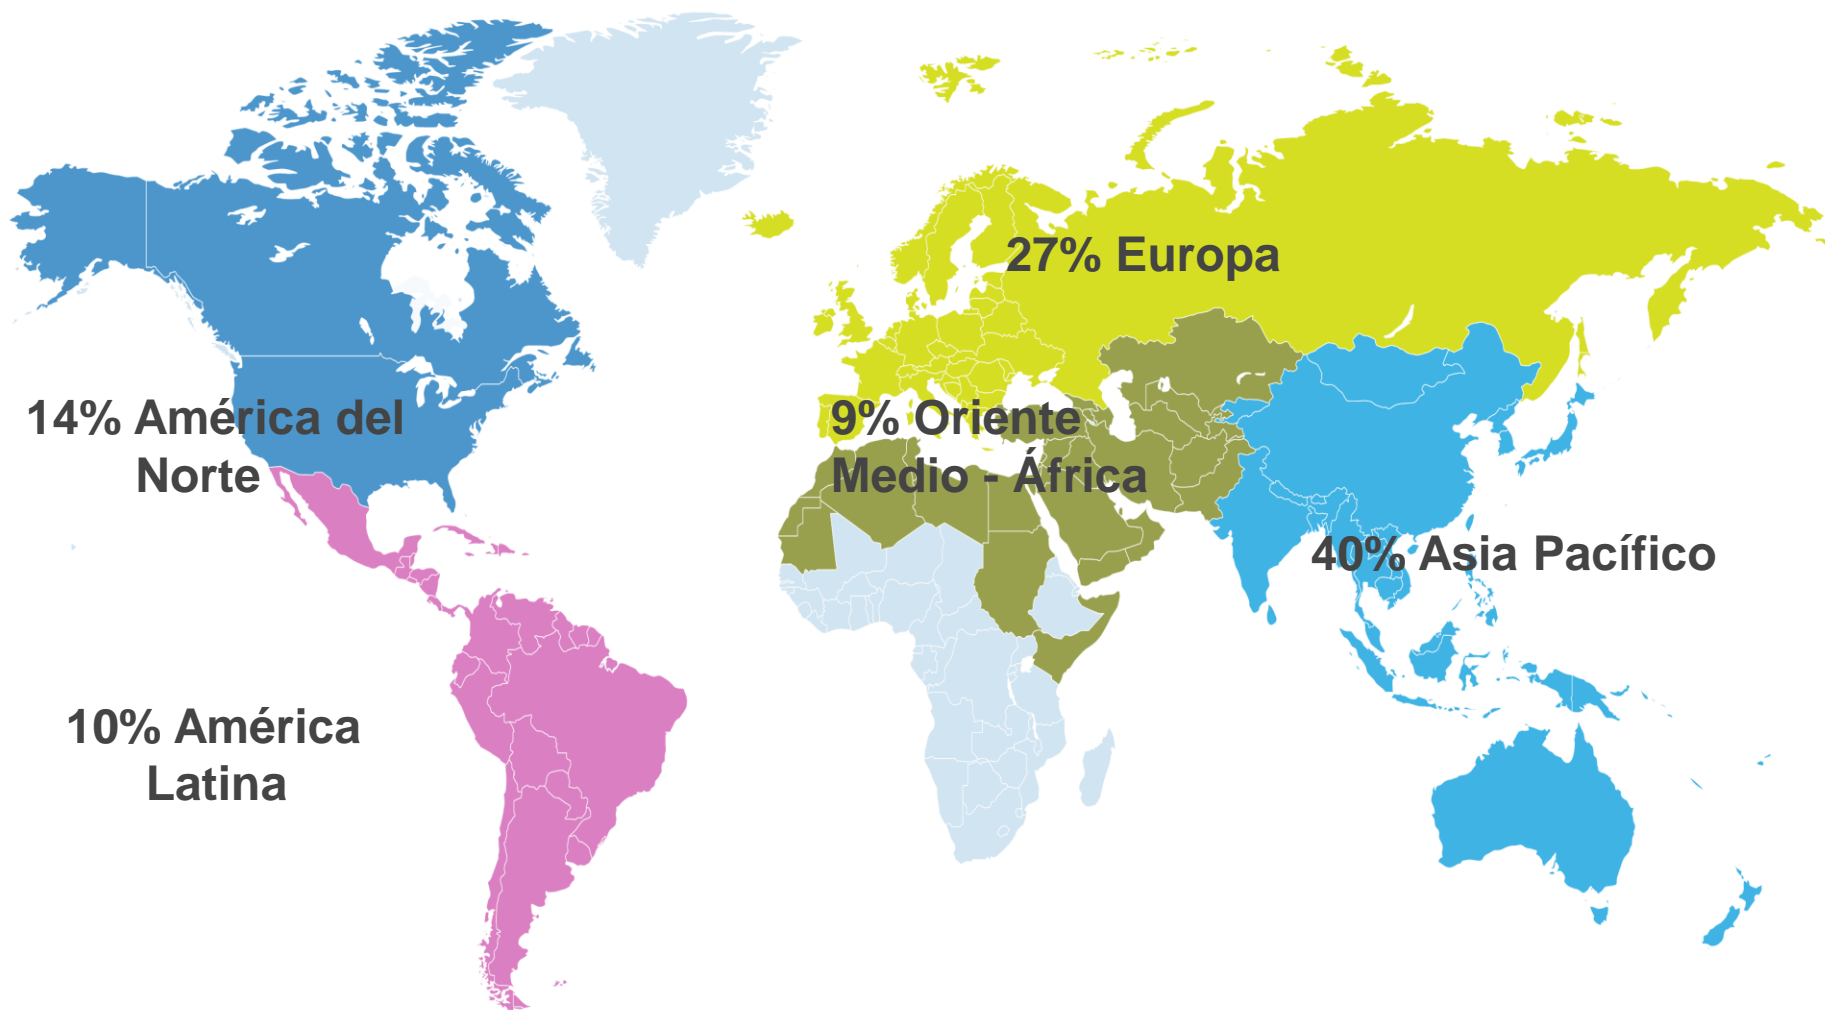 27% Europa
14% América del
Norte
9% Oriente
Medio - África
40% Asia Pacífico
10% América
Latina